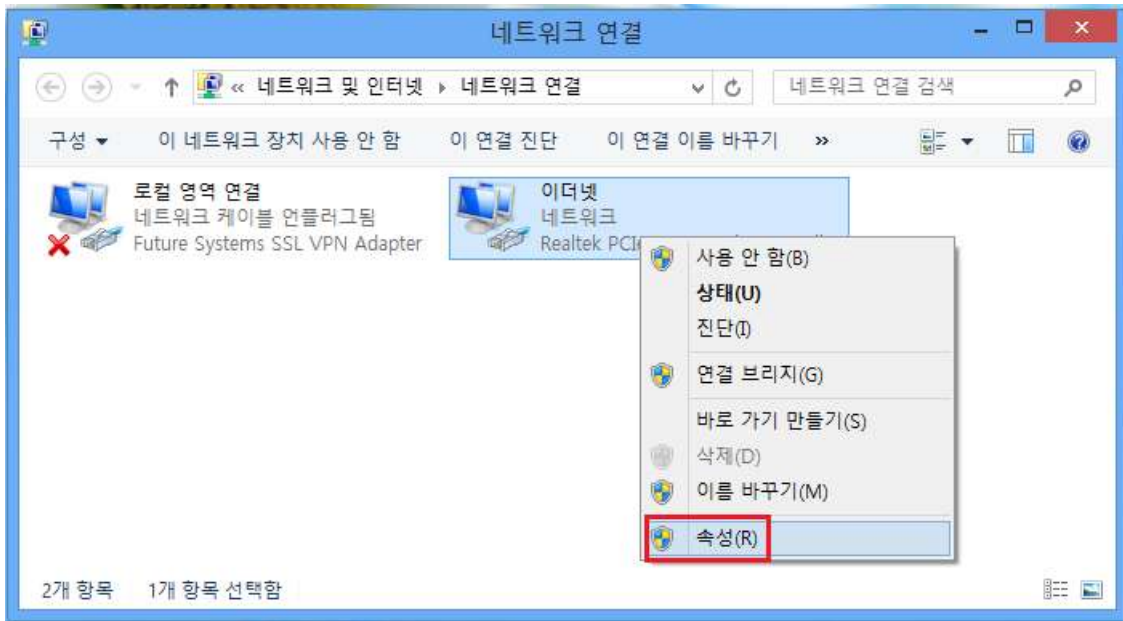 네트워크 연결
« 네트워크 및 인터넷 ▸ 네트워크 연결
네트워크 연결 검색
구성 ▾ 이 네트워크 장치 사용 안 함 이 연결 진단 이 연결 이름 바꾸기 »
로컬 영역 연결
네트워크 케이블 언플러그됨
Future Systems SSL VPN Adapter
이더넷
네트워크
Realtek PCIe
사용 안 함(B)
상태(U)
진단(I)
연결 브리지(G)
바로 가기 만들기(S)
삭제(D)
이름 바꾸기(M)
속성(R)
2개 항목 1개 항목 선택함